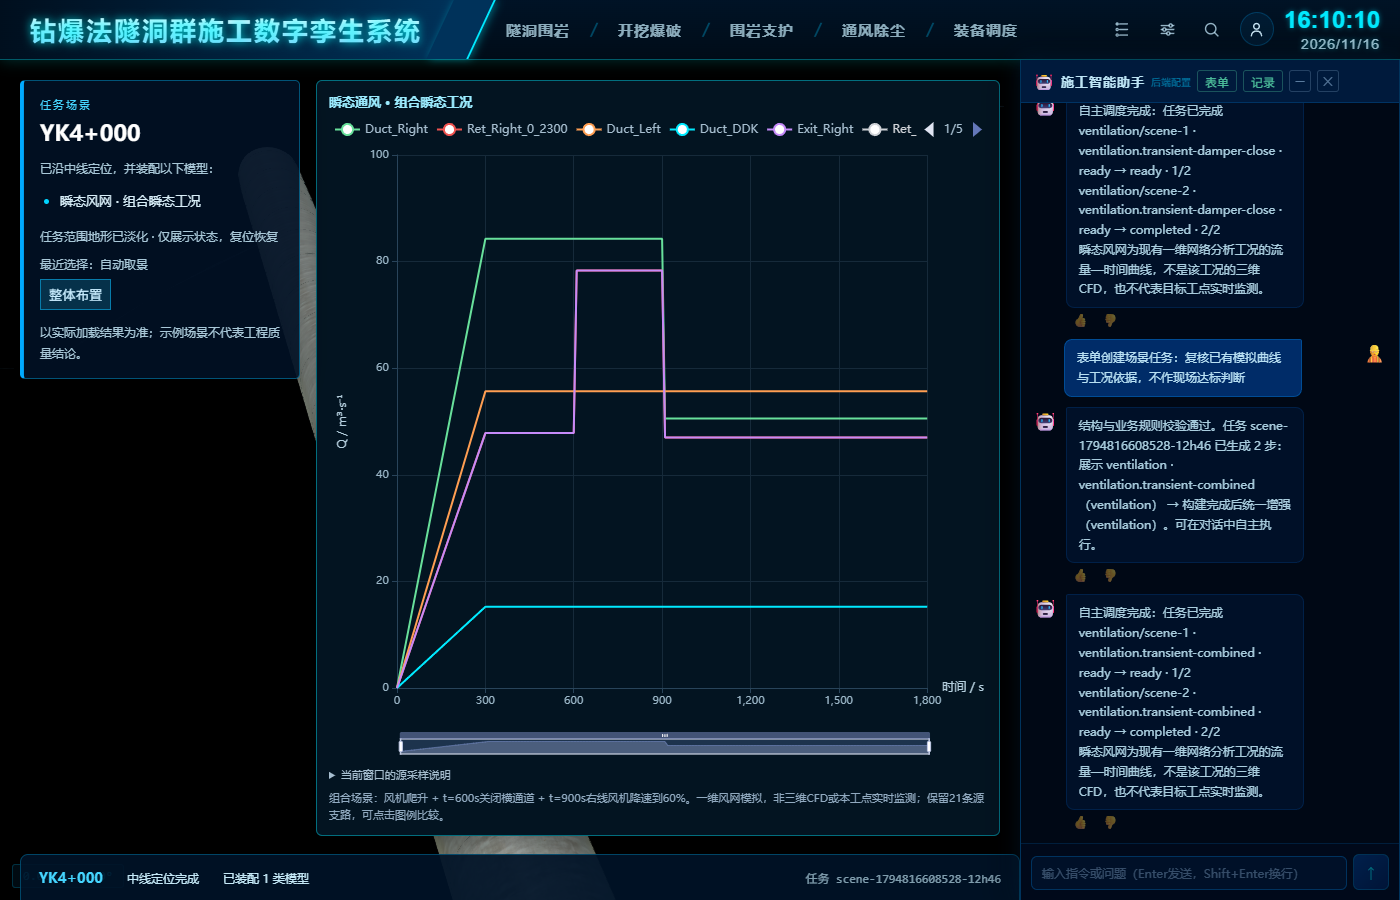 钻爆法隧洞群施工数字孪生系统
隧洞围岩 / 开挖爆破 / 围岩支护 / 通风除尘 / 装备调度
16:10:10
2026/11/16
任务场景
YK4+000
已沿中线定位，并装配以下模型：
瞬态风网 · 组合瞬态工况
任务范围地形已淡化 · 仅展示状态，复位恢复
最近选择：自动取景
整体布置
以实际加载结果为准；示例场景不代表工程质
量结论。
瞬态通风 • 组合瞬态工况
Duct_Right Ret_Right_0_2300 Duct_Left Duct_DDK Exit_Right Ret_ 1/5
100
80
60
40
20
0
Q / m³·s⁻¹
0 300 600 900 1,200 1,500 1,800
时间 / s
当前窗口的源采样说明
组合场景：风机爬升 + t=600s关闭横通道 + t=900s右线风机降速到60%。一维风网模拟，非三维CFD或本工点实时监测；保留21条源
支路，可点击图例比较。
YK4+000 中线定位完成 已装配 1 类模型 任务 scene-1794816608528-12h46
施工智能助手 后端配置 表单 记录
自主调度完成：任务已完成
ventilation/scene-1 ·
ventilation.transient-damper-close ·
ready → ready · 1/2
ventilation/scene-2 ·
ventilation.transient-damper-close ·
ready → completed · 2/2
瞬态风网为现有一维网络分析工况的流
量—时间曲线，不是该工况的三维
CFD，也不代表目标工点实时监测。
表单创建场景任务：复核已有模拟曲线
与工况依据，不作现场达标判断
结构与业务规则校验通过。任务 scene-
1794816608528-12h46 已生成 2 步：
展示 ventilation ·
ventilation.transient-combined
（ventilation） → 构建完成后统一增强
（ventilation）。可在对话中自主执
行。
自主调度完成：任务已完成
ventilation/scene-1 ·
ventilation.transient-combined ·
ready → ready · 1/2
ventilation/scene-2 ·
ventilation.transient-combined ·
ready → completed · 2/2
瞬态风网为现有一维网络分析工况的流
量—时间曲线，不是该工况的三维
CFD，也不代表目标工点实时监测。
输入指令或问题（Enter发送，Shift+Enter换行）